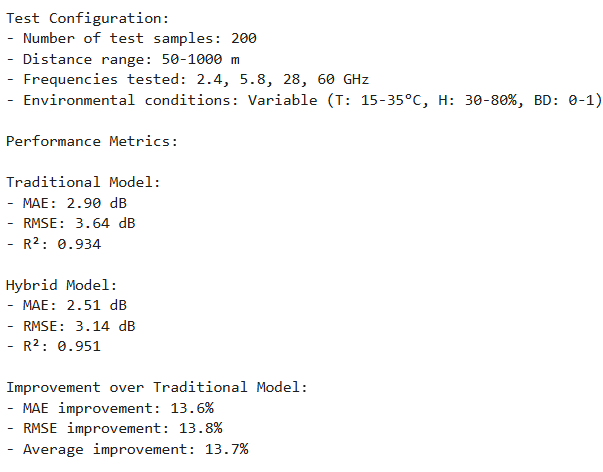 Test Configuration:
- Number of test samples: 200
- Distance range: 50-1000 m
- Frequencies tested: 2.4, 5.8, 28, 60 GHz
- Environmental conditions: Variable (T: 15-35°C, H: 30-80%, BD: 0-1)
Performance Metrics:
Traditional Model:
- MAE: 2.90 dB
- RMSE: 3.64 dB
- R²: 0.934
Hybrid Model:
- MAE: 2.51 dB
- RMSE: 3.14 dB
- R²: 0.951
Improvement over Traditional Model:
- MAE improvement: 13.6%
- RMSE improvement: 13.8%
- Average improvement: 13.7%